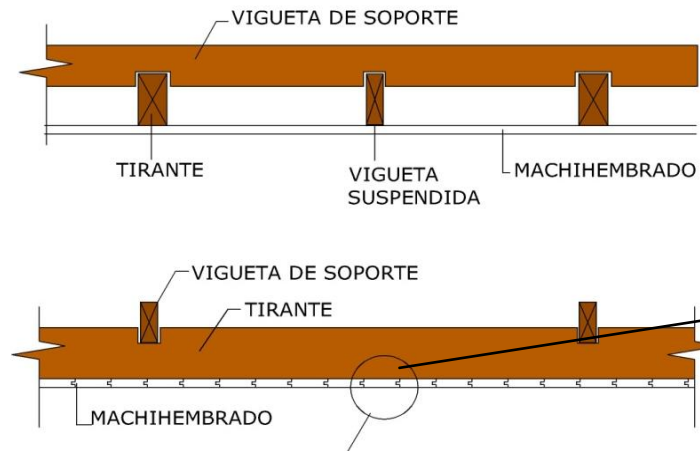 VIGUETA DE SOPORTE
TIRANTE
VIGUETA
SUSPENDIDA
MACHIHEMBRADO
VIGUETA DE SOPORTE
TIRANTE
MACHIHEMBRADO